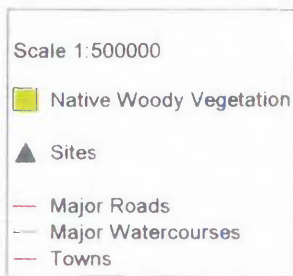 Scale 1:500000
Native Woody Vegetation
Sites
Major Roads
Major Watercourses
Towns